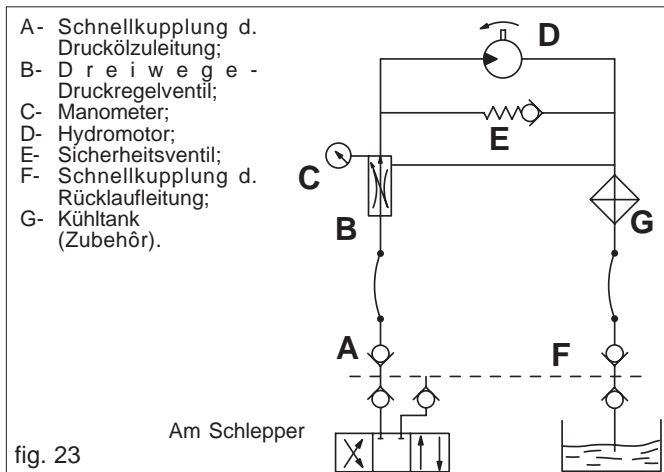 A- Schnellkupplung d.
Druckölzuleitung;
B- D r e i w e g e -
Druckregelventil;
C- Manometer;
D- Hydromotor;
E- Sicherheitsventil;
F- Schnellkupplung d.
Rücklaufleitung;
G- Kühltank
(Zubehôr).
D
E
C
B
G
A
F
Am Schlepper
fig. 23